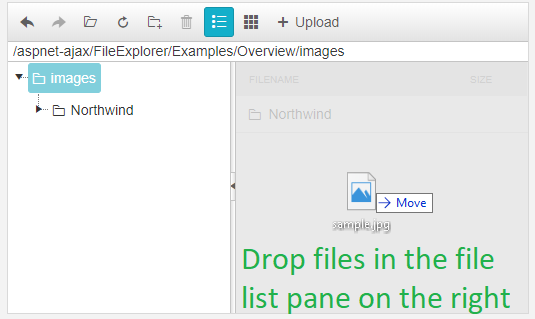 Upload
/aspnet-ajax/FileExplorer/Examples/Overview/images
images
Northwind
FILENAME SIZE
Northwind
Move
sample.jpg
Drop files in the file
list pane on the right